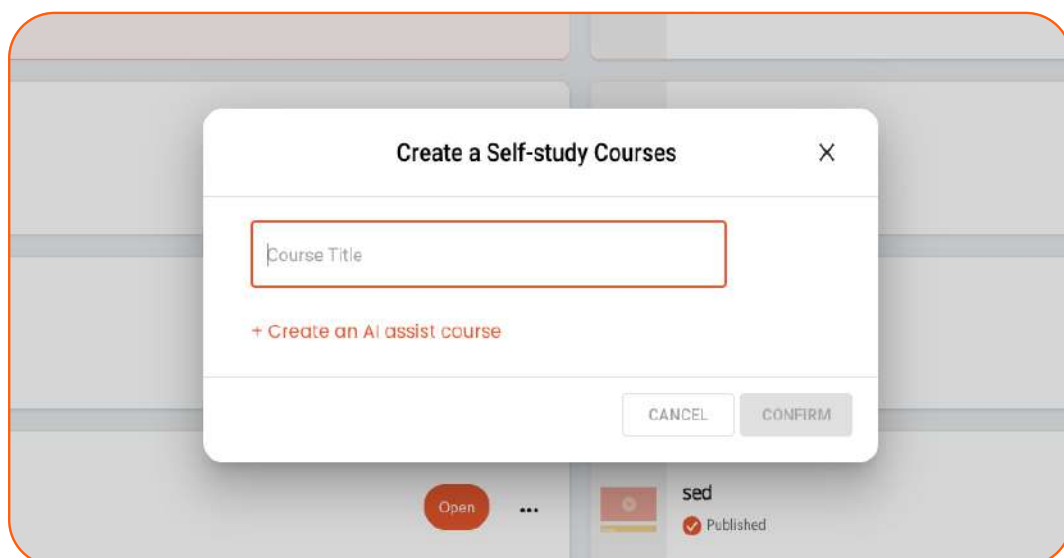 Create a Self-study Courses
X
Course Title
+ Create an AI assist course
CANCEL CONFIRM
Open ...
sed
Published